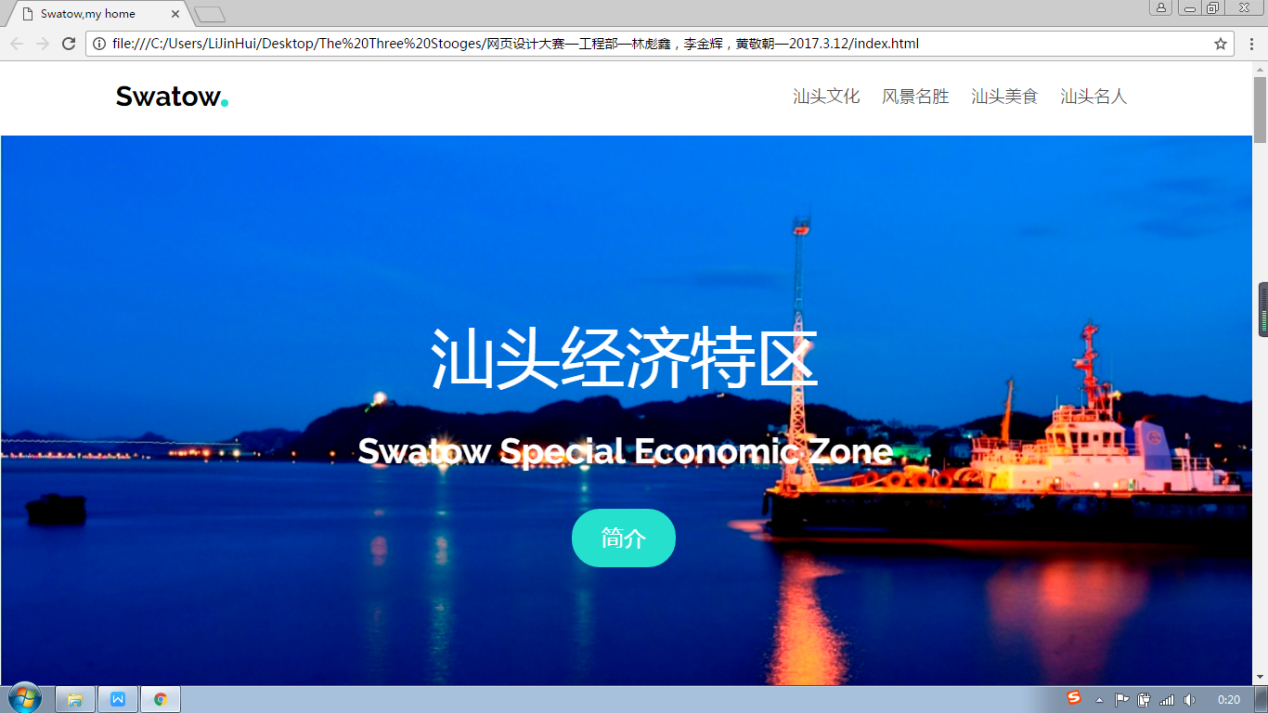 Swatow,my home
file:///C:/Users/LiJinHui/Desktop/The%20Three%20Stooges/网页设计大赛—工程部—林彪鑫，李金辉，黄敬朝—2017.3.12/index.html
Swatow.
汕头文化 风景名胜 汕头美食 汕头名人
汕头经济特区
Swatow Special Economic Zone
简介
0:20